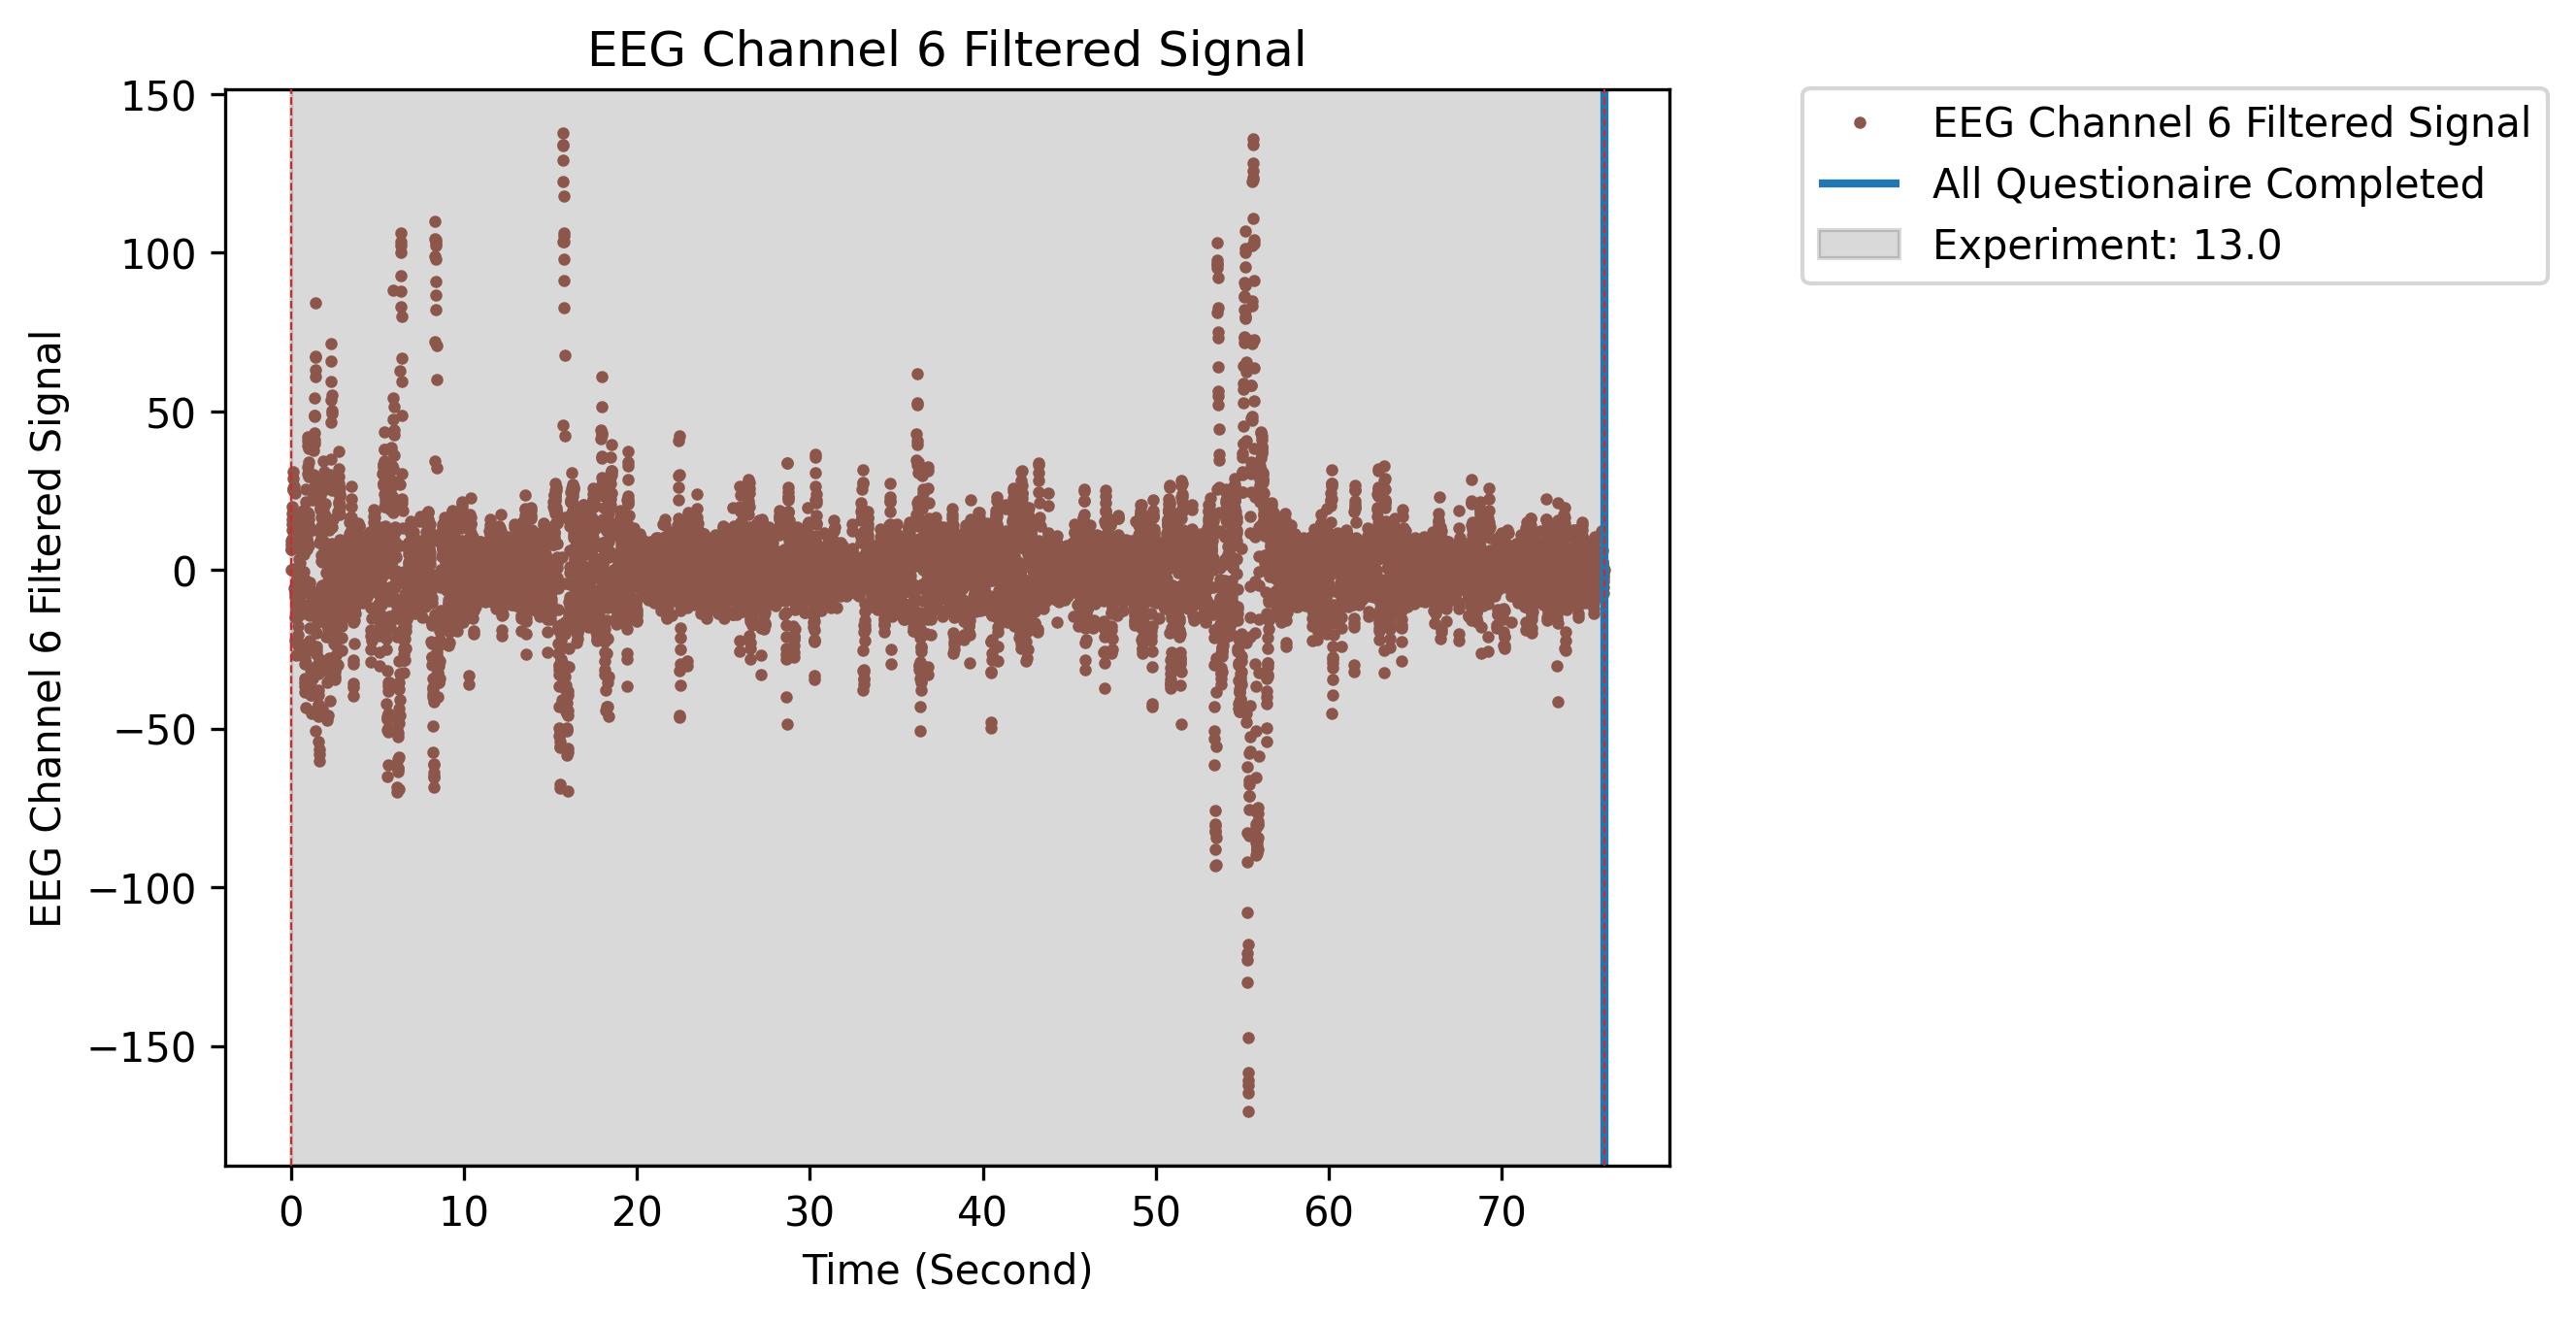 EEG Channel 6 Filtered Signal
150
100
50
0
−50
−100
−150
EEG Channel 6 Filtered Signal
0 10 20 30 40 50 60 70
Time (Second)
EEG Channel 6 Filtered Signal
All Questionaire Completed
Experiment: 13.0